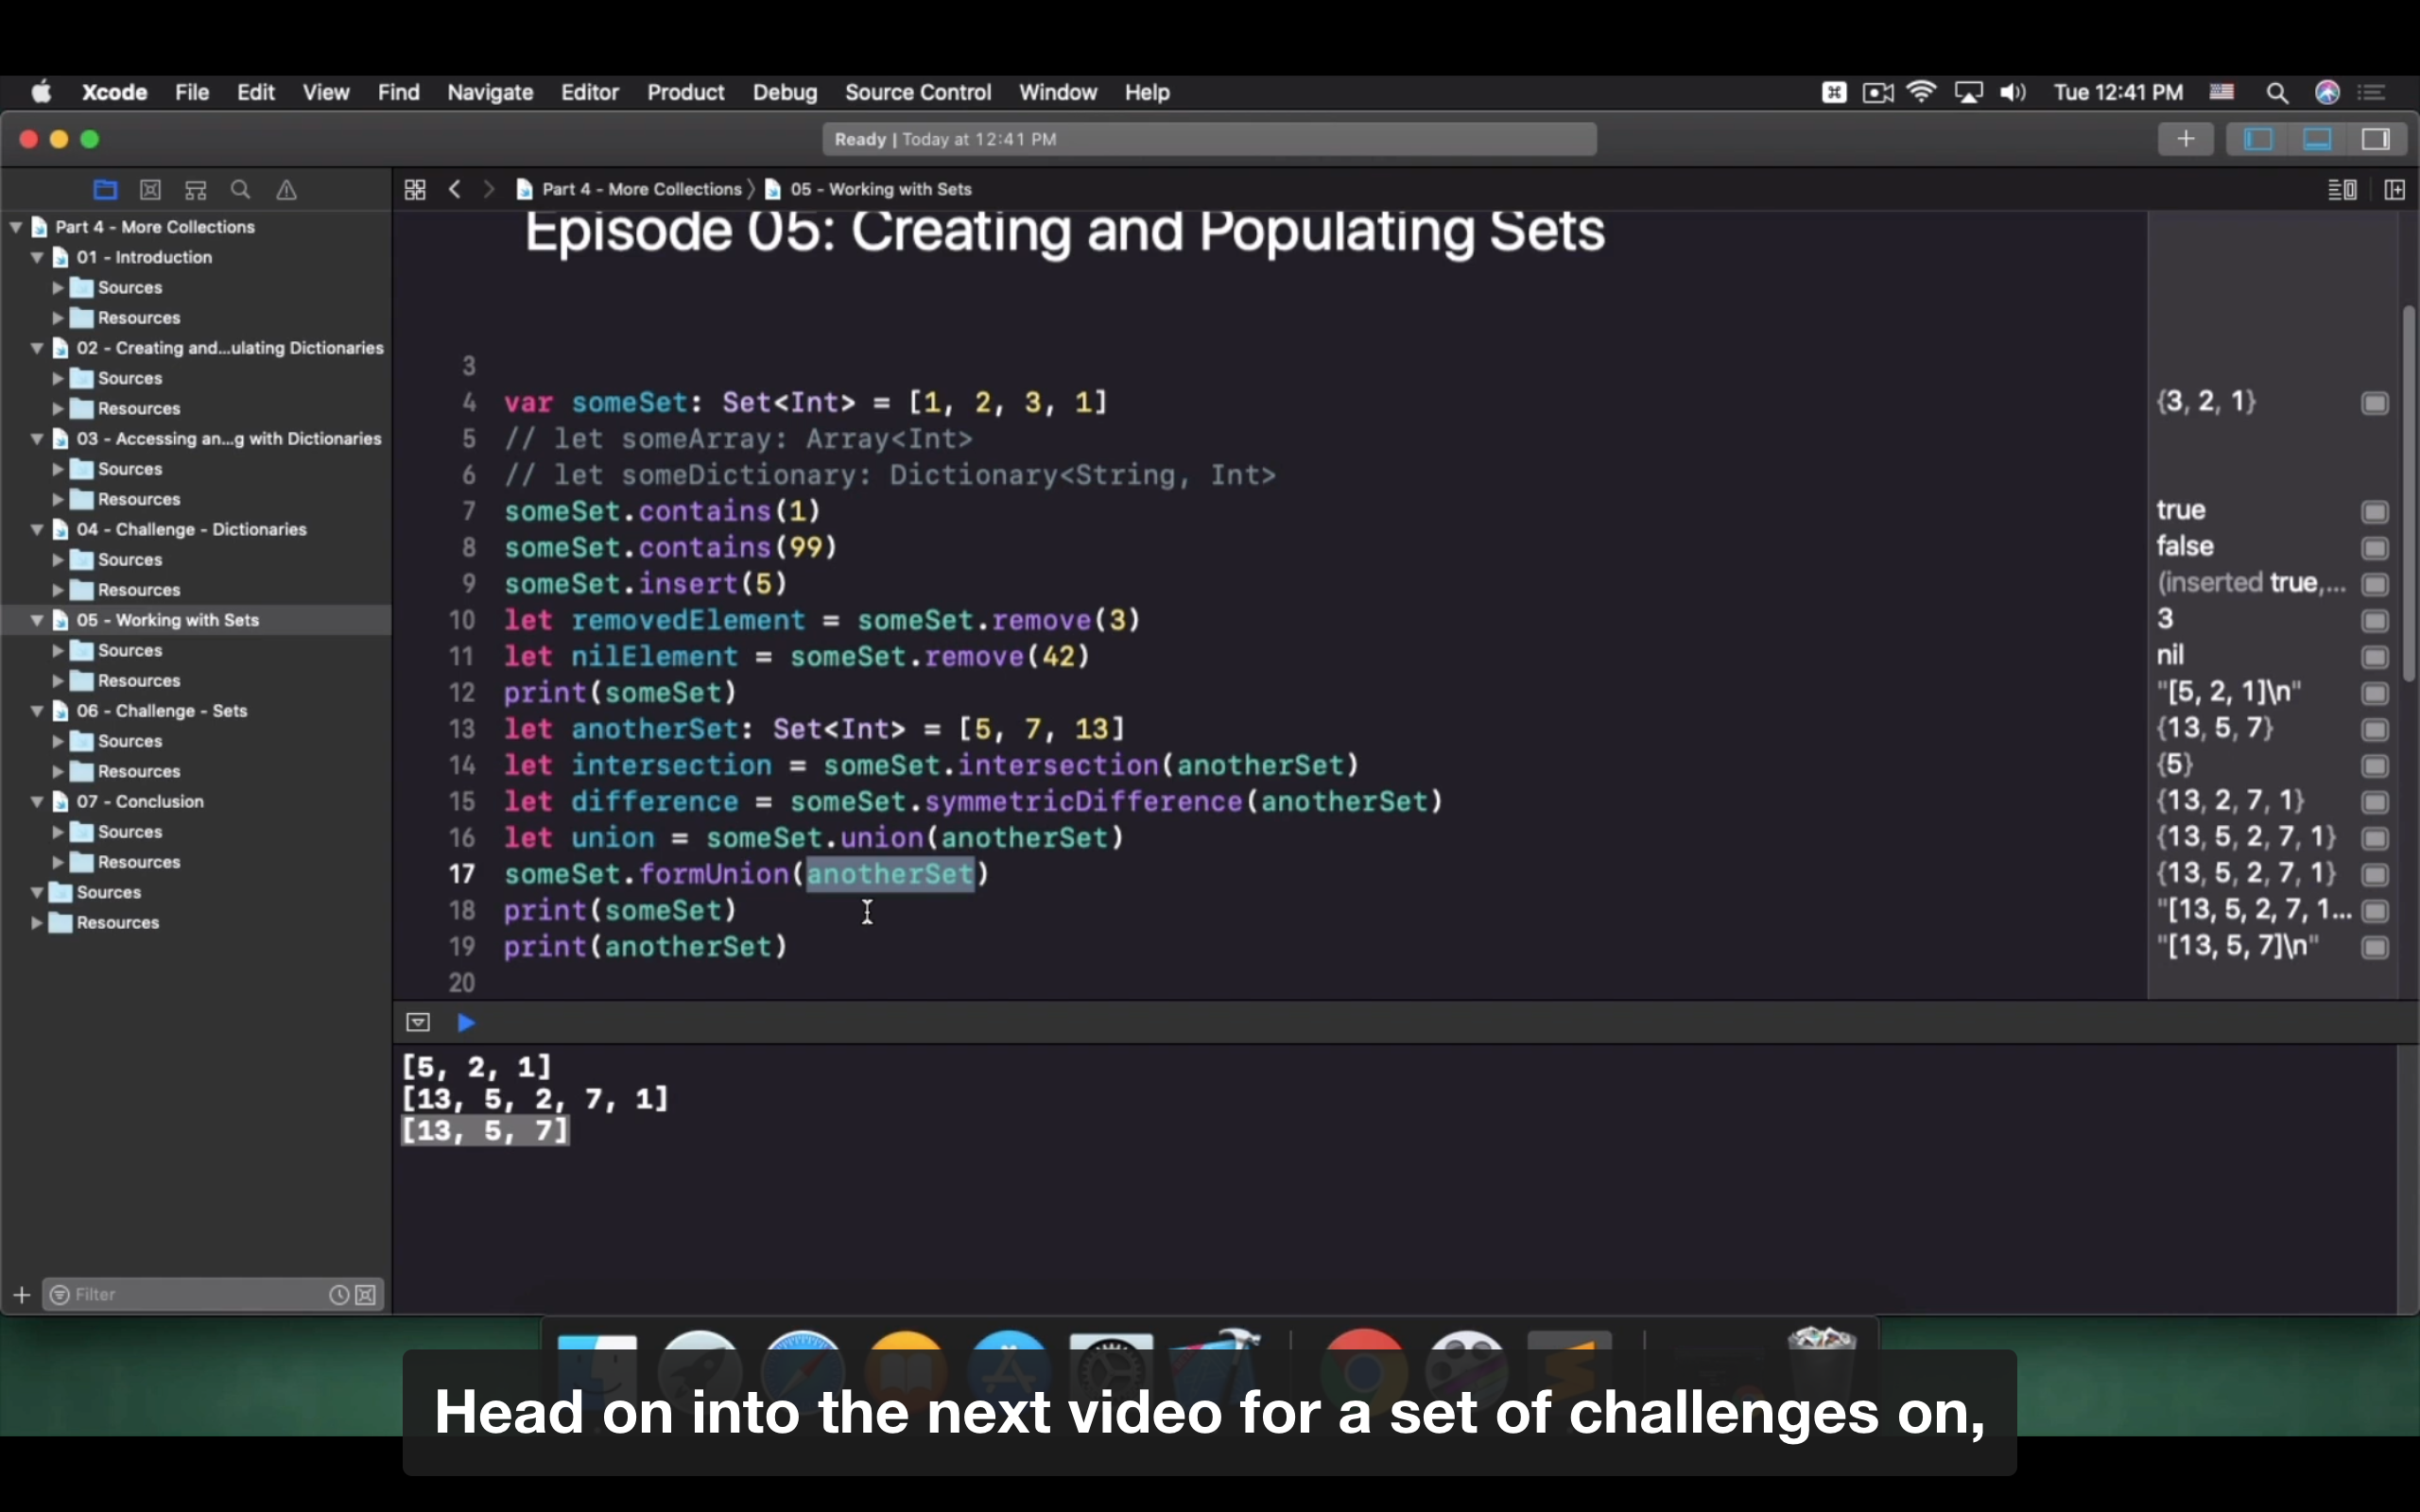 Xcode File Edit View Find Navigate Editor Product Debug Source Control Window Help Tue 12:41 PM
Ready | Today at 12:41 PM
Part 4 - More Collections 05 - Working with Sets
Part 4 - More Collections
01 - Introduction
Sources
Resources
02 - Creating and...ulating Dictionaries
Sources
Resources
03 - Accessing an...g with Dictionaries
Sources
Resources
04 - Challenge - Dictionaries
Sources
Resources
05 - Working with Sets
Sources
Resources
06 - Challenge - Sets
Sources
Resources
07 - Conclusion
Sources
Resources
Sources
Resources
Filter
Episode 05: Creating and Populating Sets
3
4 var someSet: Set<Int> = [1, 2, 3, 1] {3, 2, 1}
5 // let someArray: Array<Int>
6 // let someDictionary: Dictionary<String, Int>
7 someSet.contains(1) true
8 someSet.contains(99) false
9 someSet.insert(5) (inserted true,...
10 let removedElement = someSet.remove(3) 3
11 let nilElement = someSet.remove(42) nil
12 print(someSet) "[5, 2, 1]\n"
13 let anotherSet: Set<Int> = [5, 7, 13] {13, 5, 7}
14 let intersection = someSet.intersection(anotherSet) {5}
15 let difference = someSet.symmetricDifference(anotherSet) {13, 2, 7, 1}
16 let union = someSet.union(anotherSet) {13, 5, 2, 7, 1}
17 someSet.formUnion(anotherSet) {13, 5, 2, 7, 1}
18 print(someSet) "[13, 5, 2, 7, 1...
19 print(anotherSet) "[13, 5, 7]\n"
20
[5, 2, 1]
[13, 5, 2, 7, 1]
[13, 5, 7]
Head on into the next video for a set of challenges on,